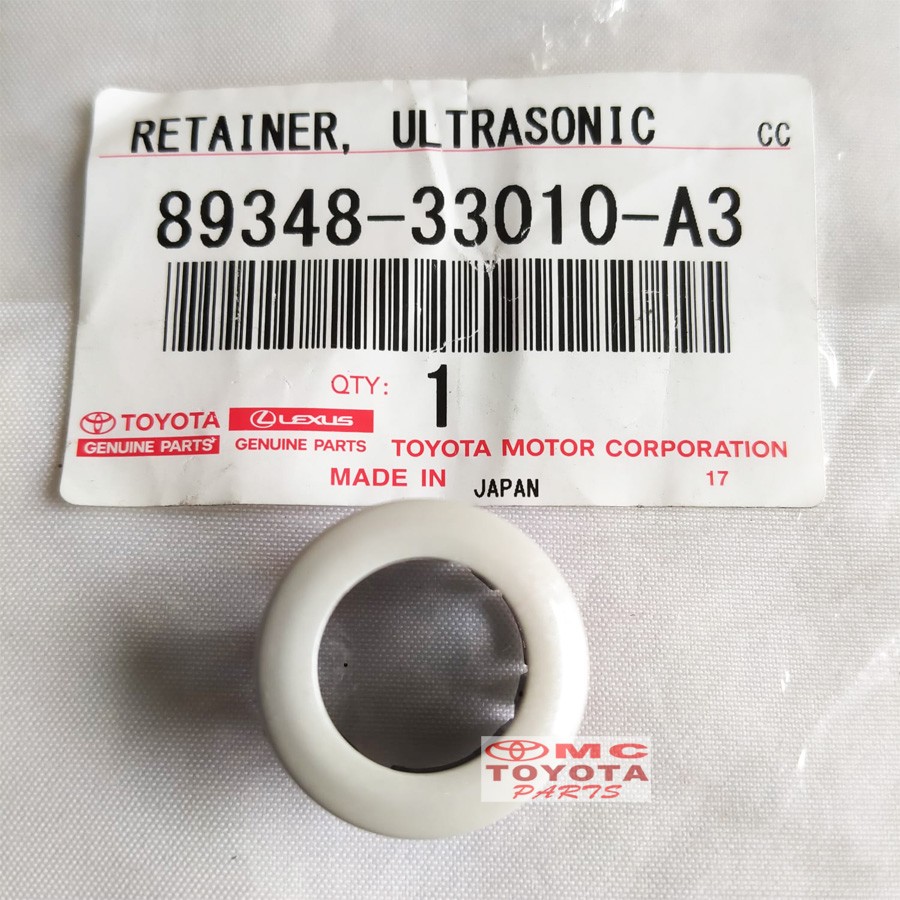 RETAINER, ULTRASONIC CC
89348-33010-A3
QTY: 1
TOYOTA LEXUS
GENUINE PARTS GENUINE PARTS TOYOTA MOTOR CORPORATION
MADE IN JAPAN 17
MC
TOYOTA
PARTS